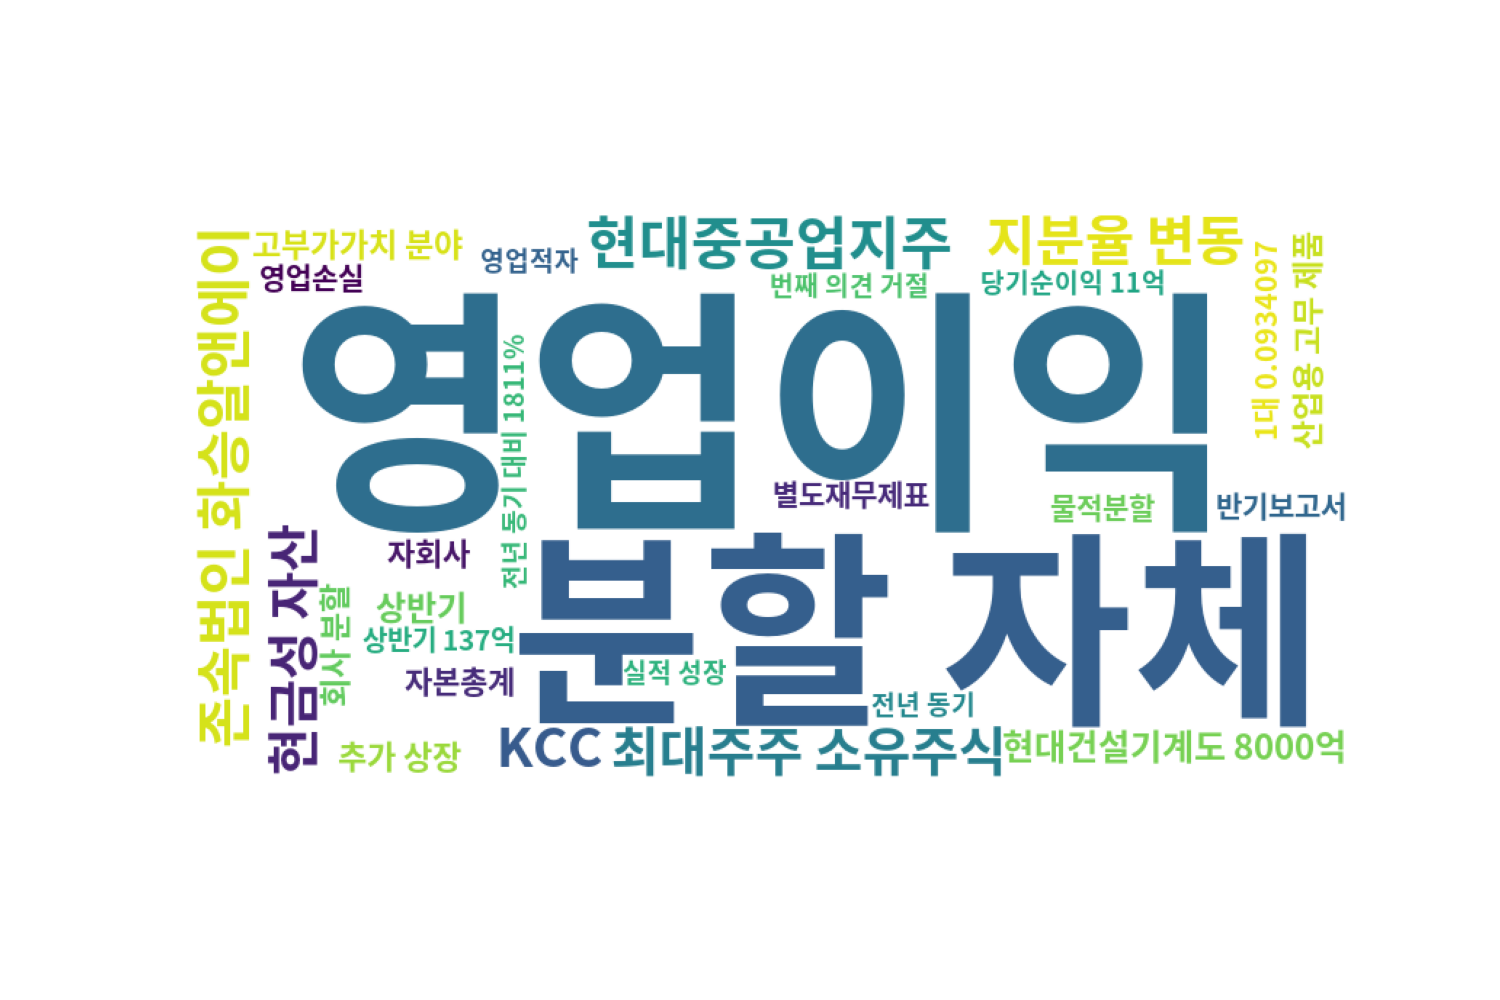 존속법인 화승알앤에이
고부가가치 분야
영업손실
영업적자
현대중공업지주
지분율 변동
번째 의견 거절
당기순이익 11억
1대 0.0934097
산업용 고무 제품
영업이익
전년 동기 대비 1811%
별도재무제표
물적분할
반기보고서
현금성 자산
자회사
회사 분할
상반기
상반기 137억
자본총계
분할 자체
실적 성장
전년 동기
추가 상장
KCC
최대주주 소유주식
현대건설기계도 8000억